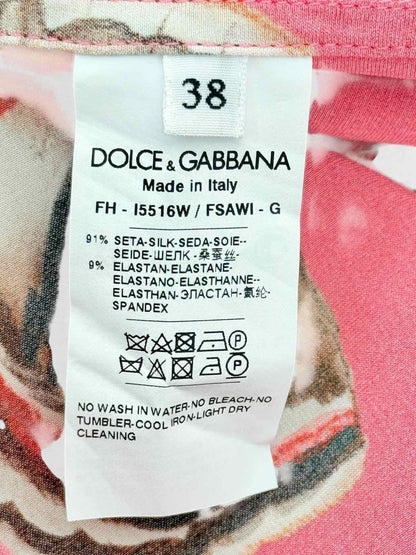 38
DOLCE & GABBANA
Made in Italy
FH - I5516W / FSAWI - G
91% SETA-SILK-SEDA-SOIE--
SEIDE-ШЕЛК -桑蚕丝-
9% ELASTAN-ELASTANE-
ELASTANO-ELASTHANNE--
ELASTHAN-ЭЛАСТАН-氨纶-
SPANDEX
P
P
NO WASH IN WATER-NO BLEACH-NO
TUMBLER-COOL IRON-LIGHT DRY
CLEANING